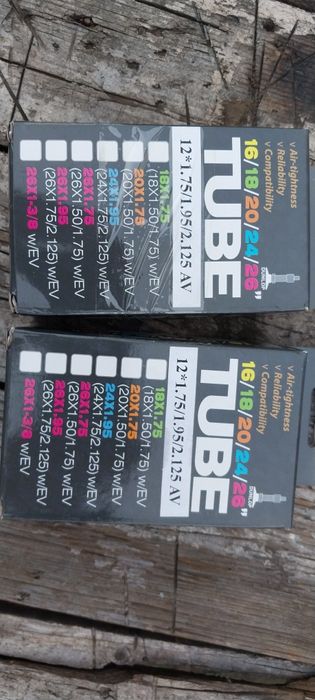 v Air-tightness
v Reliability
v Compatibility
16/18/20/24/26"
DUNLOP
TUBE
12*1.75/1.95/2.125 AV
18X1.75
(18X1.50/1.75) w/EV
20X1.75
(20X1.50/1.75) w/EV
24X1.95
(24X1.75/2.125) w/EV
26X1.75
(26X1.50/1.75) w/EV
26X1.95
(26X1.75/2.125) w/EV
26X1-3/8 w/EV
v Air-tightness
v Reliability
v Compatibility
16/18/20/24/26"
DUNLOP
TUBE
12*1.75/1.95/2.125 AV
18X1.75
(18X1.50/1.75) w/EV
20X1.75
(20X1.50/1.75) w/EV
24X1.95
(24X1.75/2.125) w/EV
26X1.75
(26X1.50/1.75) w/EV
26X1.95
(26X1.75/2.125) w/EV
26X1-3/8 w/EV